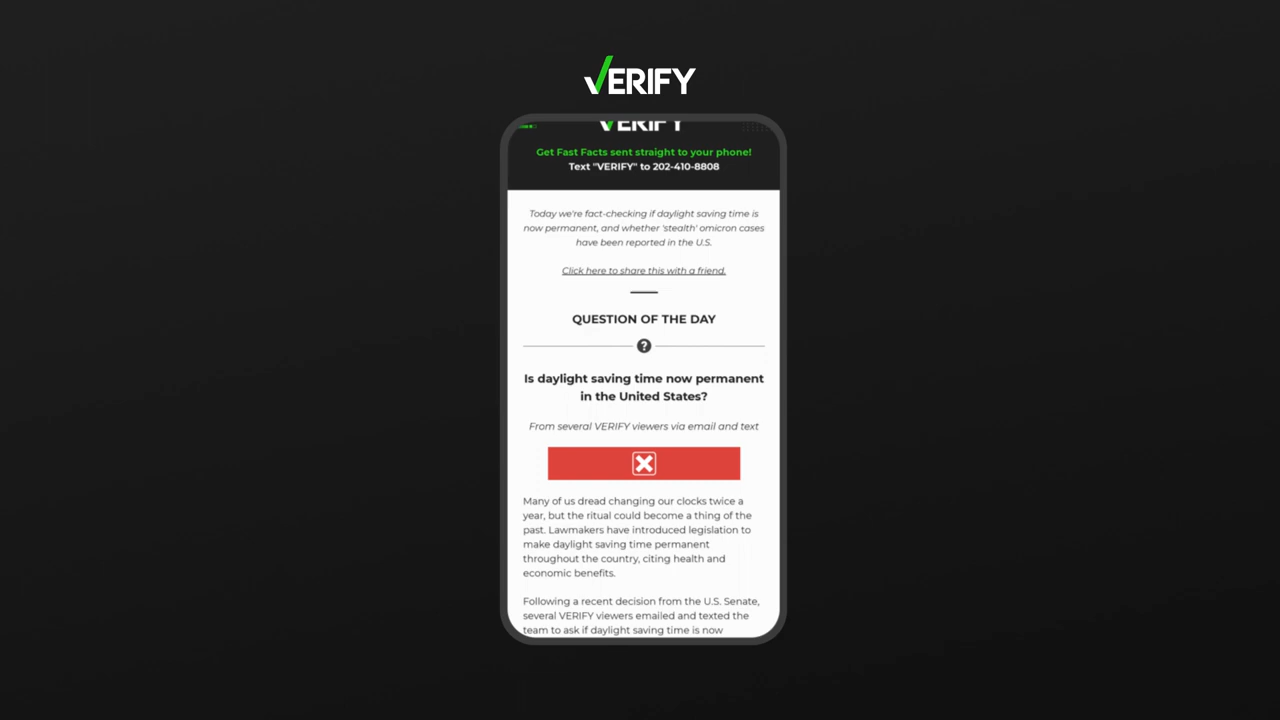 VERIFY
VERIFY
Get Fast Facts sent straight to your phone!
Text "VERIFY" to 202-410-8808
Today we're fact-checking if daylight saving time is
now permanent, and whether 'stealth' omicron cases
have been reported in the U.S.
Click here to share this with a friend.
QUESTION OF THE DAY
?
Is daylight saving time now permanent
in the United States?
From several VERIFY viewers via email and text
Many of us dread changing our clocks twice a
year, but the ritual could become a thing of the
past. Lawmakers have introduced legislation to
make daylight saving time permanent
throughout the country, citing health and
economic benefits.
Following a recent decision from the U.S. Senate,
several VERIFY viewers emailed and texted the
team to ask if daylight saving time is now